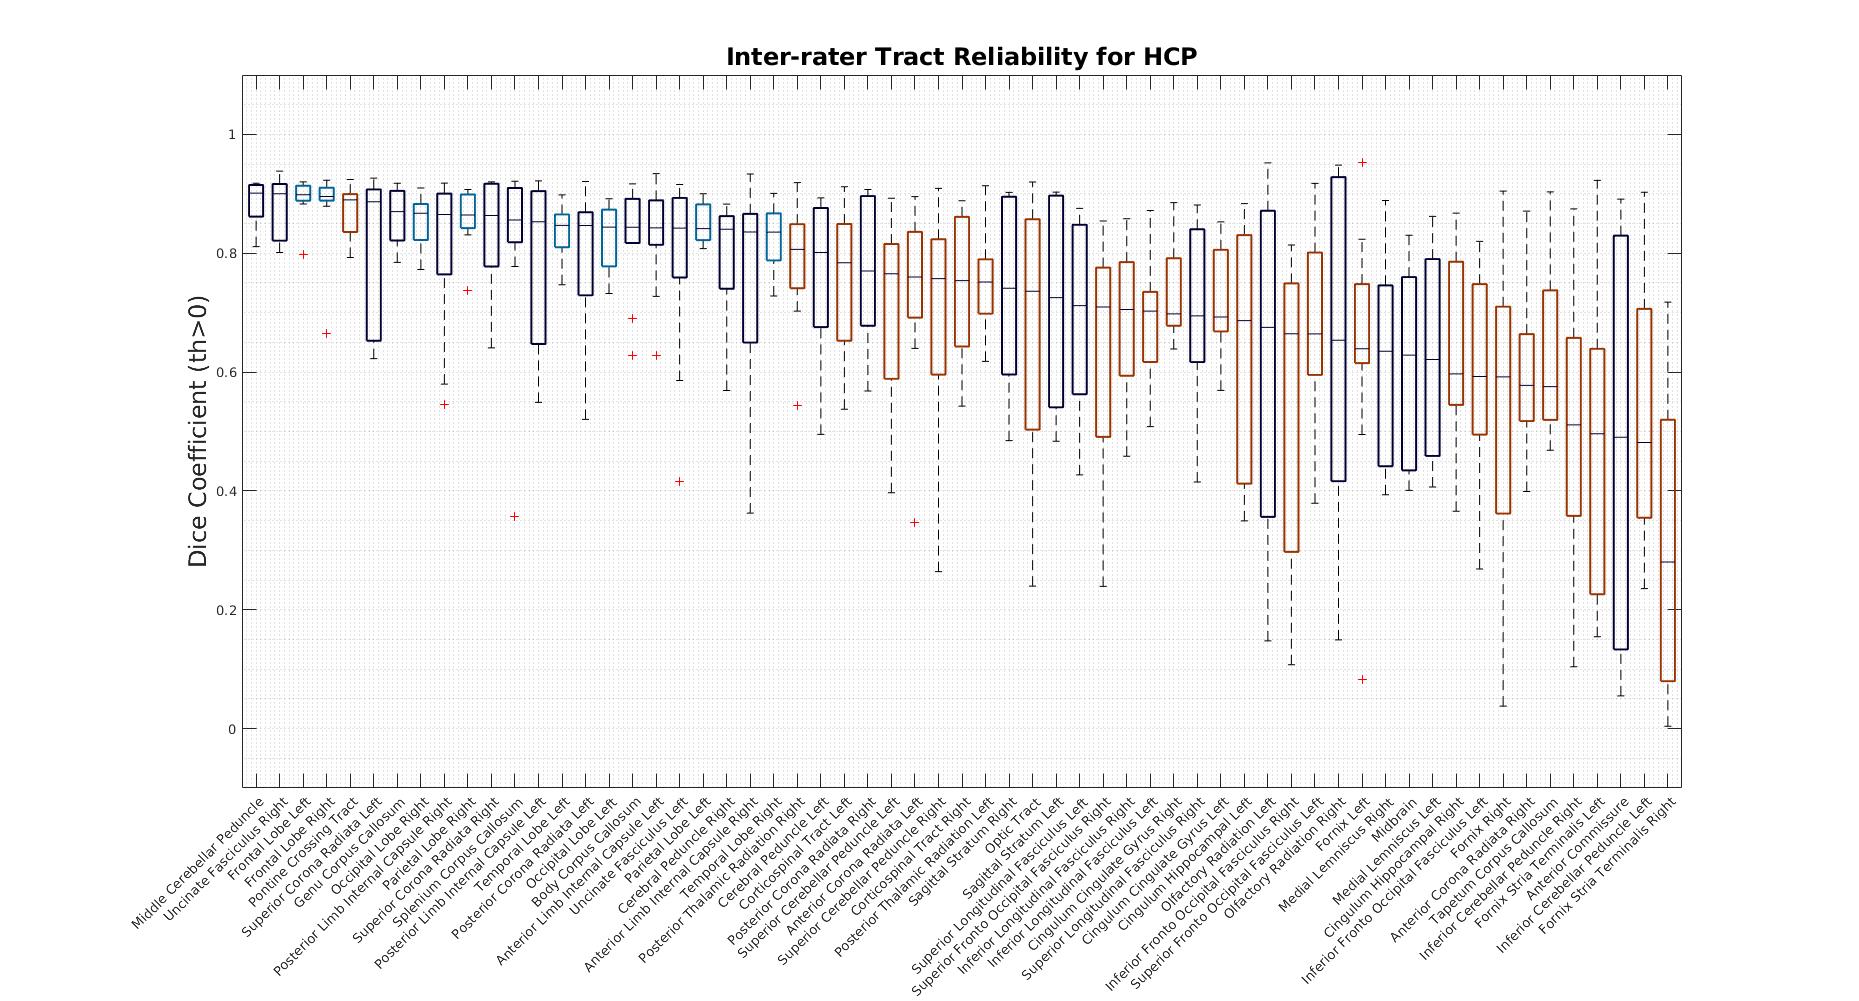 Inter-rater Tract Reliability for HCP
Dice Coefficient (th>0)
1
0.8
0.6
0.4
0.2
0
Middle Cerebellar Peduncle
Uncinate Fasciculus Right
Frontal Lobe Left
Frontal Lobe Right
Pontine Crossing Tract
Superior Corona Radiata Left
Genu Corpus Callosum
Occipital Lobe Right
Posterior Limb Internal Capsule Right
Parietal Lobe Right
Superior Corona Radiata Right
Splenium Corpus Callosum
Posterior Limb Internal Capsule Left
Temporal Lobe Left
Posterior Corona Radiata Left
Occipital Lobe Left
Body Corpus Callosum
Anterior Limb Internal Capsule Left
Uncinate Fasciculus Left
Parietal Lobe Left
Cerebral Peduncle Right
Anterior Limb Internal Capsule Right
Temporal Lobe Right
Posterior Thalamic Radiation Right
Cerebral Peduncle Left
Corticospinal Tract Left
Posterior Corona Radiata Right
Superior Cerebellar Peduncle Left
Anterior Corona Radiata Left
Superior Cerebellar Peduncle Right
Corticospinal Tract Right
Posterior Thalamic Radiation Left
Sagittal Stratum Right
Optic Tract
Sagittal Stratum Left
Superior Longitudinal Fasciculus Left
Superior Fronto Occipital Fasciculus Right
Inferior Longitudinal Fasciculus Right
Inferior Longitudinal Fasciculus Left
Cingulum Cingulate Gyrus Right
Superior Longitudinal Fasciculus Right
Cingulum Cingulate Gyrus Left
Cingulum Hippocampal Left
Olfactory Radiation Left
Inferior Fronto Occipital Fasciculus Right
Superior Fronto Occipital Fasciculus Left
Olfactory Radiation Right
Fornix Left
Medial Lemniscus Right
Midbrain
Medial Lemniscus Left
Cingulum Hippocampal Right
Inferior Fronto Occipital Fasciculus Left
Fornix Right
Anterior Corona Radiata Right
Tapetum Corpus Callosum
Inferior Cerebellar Peduncle Right
Fornix Stria Terminalis Left
Anterior Commissure
Inferior Cerebellar Peduncle Left
Fornix Stria Terminalis Right